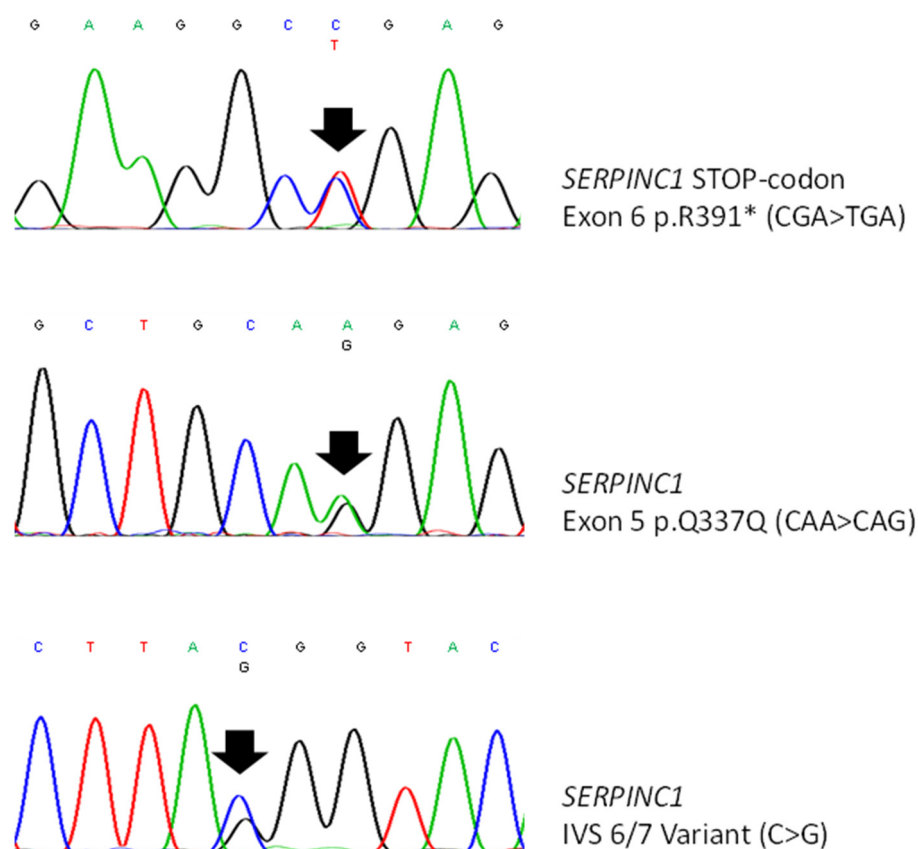 G A A G G C C G A G
T
SERPINC1 STOP-codon
Exon 6 p.R391* (CGA>TGA)
G C T G C A A G A G
G
SERPINC1
Exon 5 p.Q337Q (CAA>CAG)
C T T A C G G T A C
G
SERPINC1
IVS 6/7 Variant (C>G)